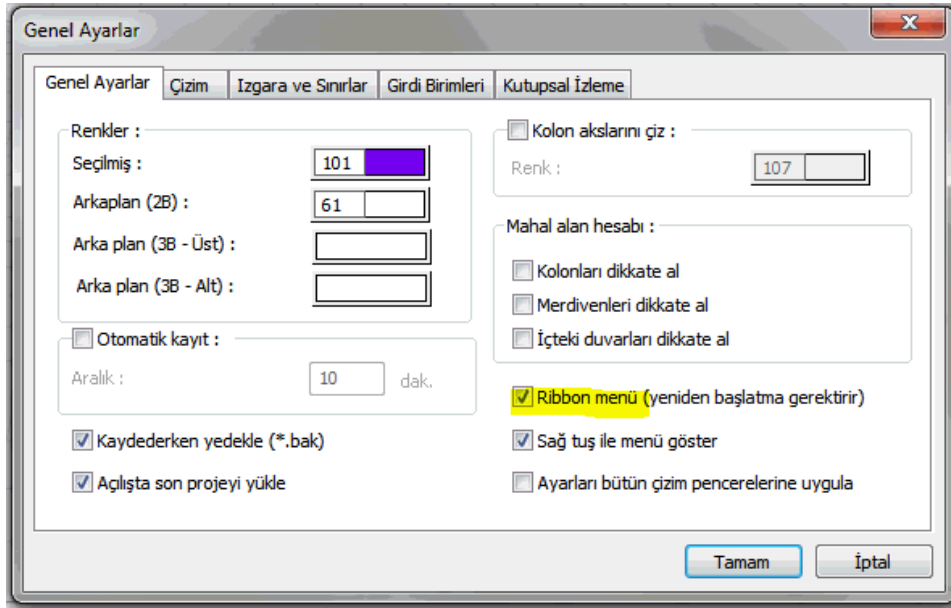 Genel Ayarlar
Genel Ayarlar Çizim Izgara ve Sınırlar Girdi Birimleri Kutupsal İzleme
Renkler :
Seçilmiş : 101
Arkaplan (2B) : 61
Arka plan (3B - Üst) :
Arka plan (3B - Alt) :
Otomatik kayıt :
Aralık : 10 dak.
Kaydederken yedekle (*.bak)
Açılışta son projeyi yükle
Kolon akslarını çiz :
Renk : 107
Mahal alan hesabı :
Kolonları dikkate al
Merdivenleri dikkate al
İçteki duvarları dikkate al
Ribbon menü (yeniden başlatma gerektirir)
Sağ tuş ile menü göster
Ayarları bütün çizim pencerelerine uygula
Tamam İptal